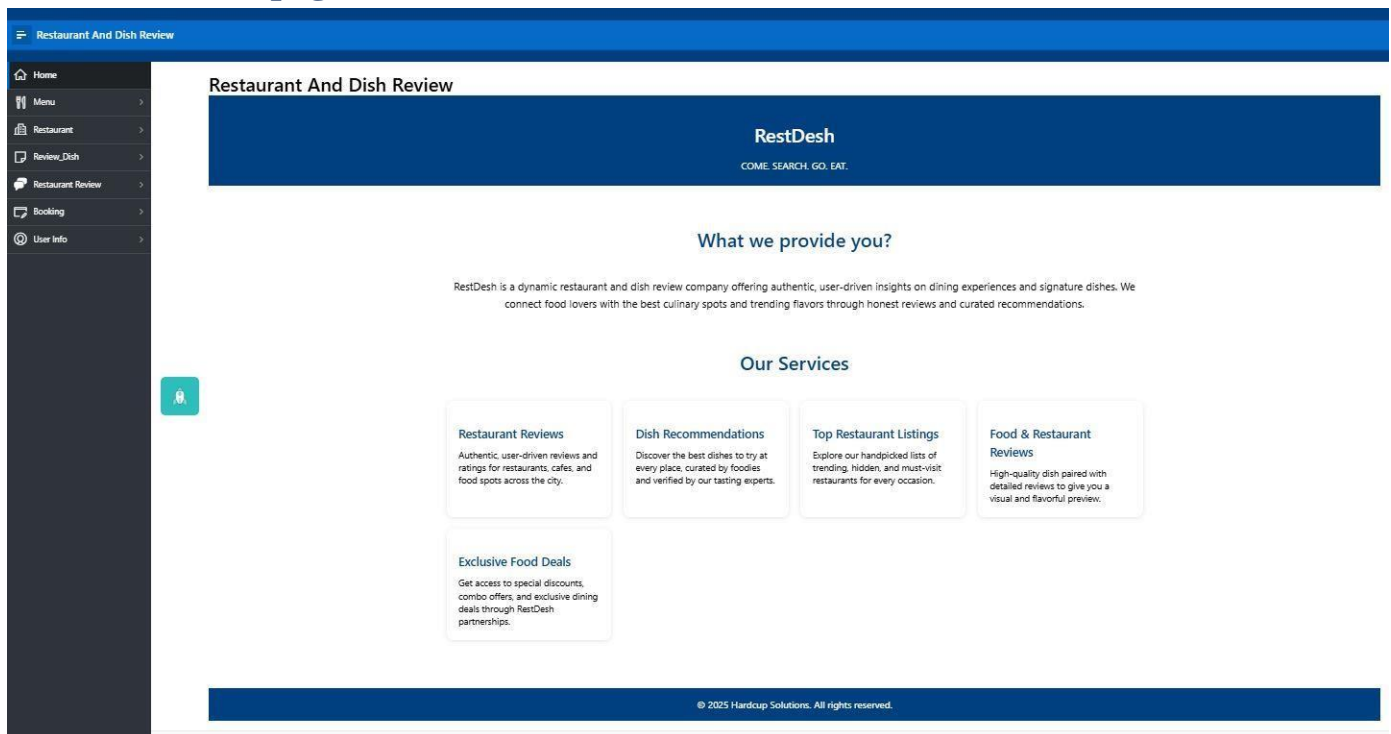 Restaurant And Dish Review
Home
Menu
Restaurant
Review_Dish
Restaurant Review
Booking
User Info
Restaurant And Dish Review
RestDesh
COME. SEARCH. GO. EAT.
What we provide you?
RestDesh is a dynamic restaurant and dish review company offering authentic, user-driven insights on dining experiences and signature dishes. We
connect food lovers with the best culinary spots and trending flavors through honest reviews and curated recommendations.
Our Services
Restaurant Reviews
Authentic, user-driven reviews and
ratings for restaurants, cafes, and
food spots across the city.
Dish Recommendations
Discover the best dishes to try at
every place, curated by foodies
and verified by our tasting experts.
Top Restaurant Listings
Explore our handpicked lists of
trending, hidden, and must-visit
restaurants for every occasion.
Food & Restaurant
Reviews
High-quality dish paired with
detailed reviews to give you a
visual and flavorful preview.
Exclusive Food Deals
Get access to special discounts,
combo offers, and exclusive dining
deals through RestDesh
partnerships.
© 2025 Hardcup Solutions. All rights reserved.